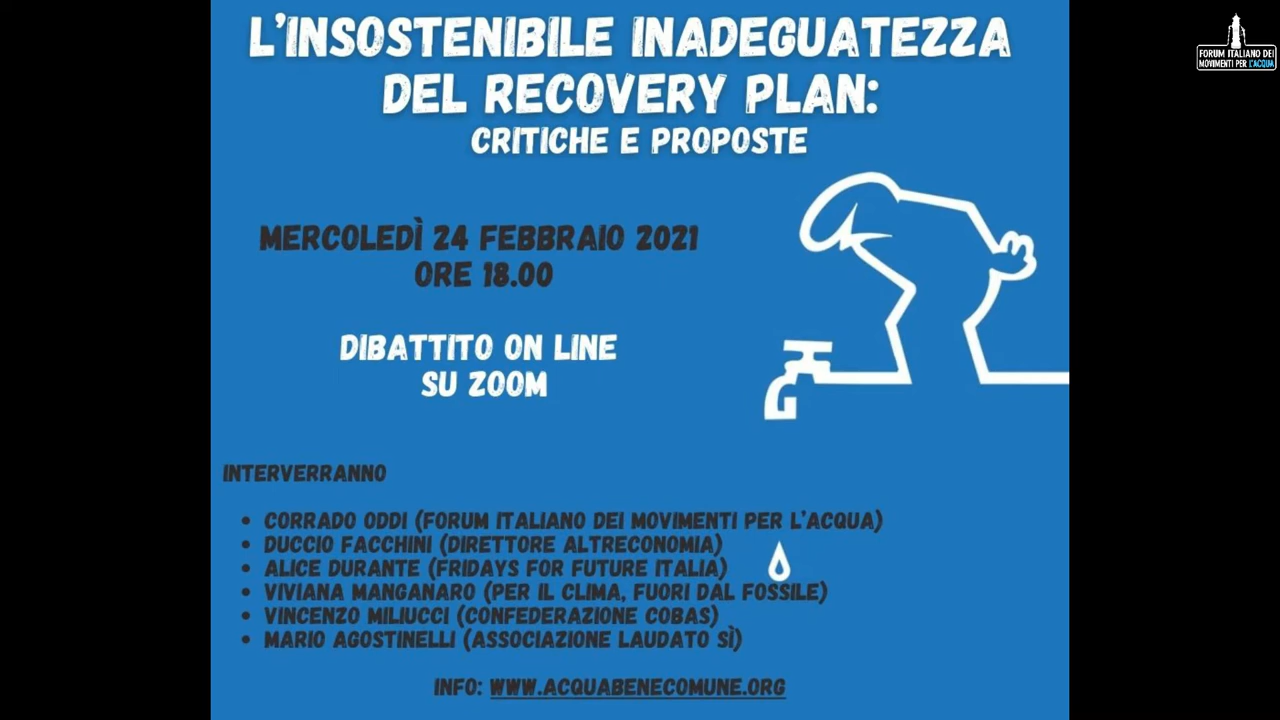 L'INSOSTENIBILE INADEGUATEZZA
DEL RECOVERY PLAN:
CRITICHE E PROPOSTE
FORUM ITALIANO DEI
MOVIMENTI PER L'ACQUA
MERCOLEDÌ 24 FEBBRAIO 2021
ORE 18.00
DIBATTITO ON LINE
SU ZOOM
INTERVERRANNO
• CORRADO ODDI (FORUM ITALIANO DEI MOVIMENTI PER L'ACQUA)
• DUCCIO FACCHINI (DIRETTORE ALTRECONOMIA)
• ALICE DURANTE (FRIDAYS FOR FUTURE ITALIA)
• VIVIANA MANGANARO (PER IL CLIMA, FUORI DAL FOSSILE)
• VINCENZO MILIUCCI (CONFEDERAZIONE COBAS)
• MARIO AGOSTINELLI (ASSOCIAZIONE LAUDATO SÌ)
INFO: WWW.ACQUABENECOMUNE.ORG